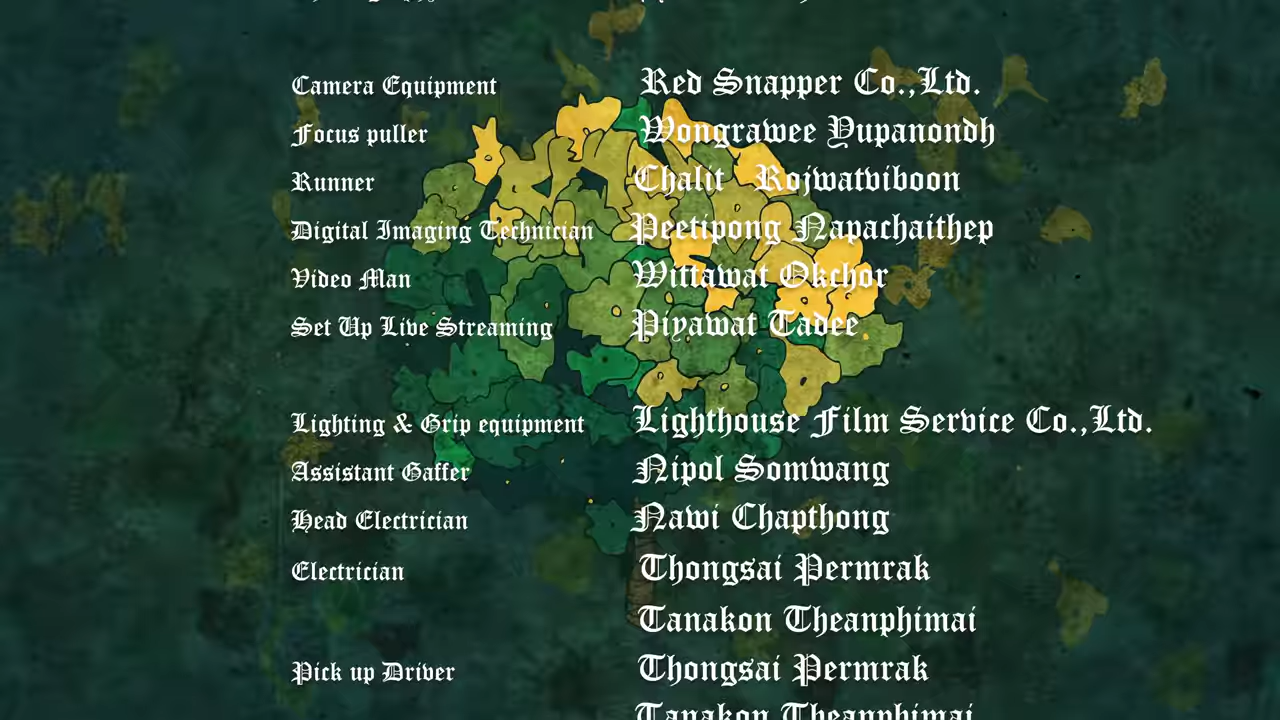 Camera Equipment Red Snapper Co.,Ltd.
Focus puller Wongrawee Yupanondh
Runner Chalit Rojwatviboon
Digital Imaging Technician Peetipong Napachaithep
Video Man Wittawat Okchor
Set Up Live Streaming Piyawat Tadee
Lighting & Grip equipment Lighthouse Film Service Co.,Ltd.
Assistant Gaffer Nipol Somwang
Head Electrician Nawi Chapthong
Electrician Thongsai Permrak
Tanakon Theanphimai
Pick up Driver Thongsai Permrak
Tanakon Theanphimai